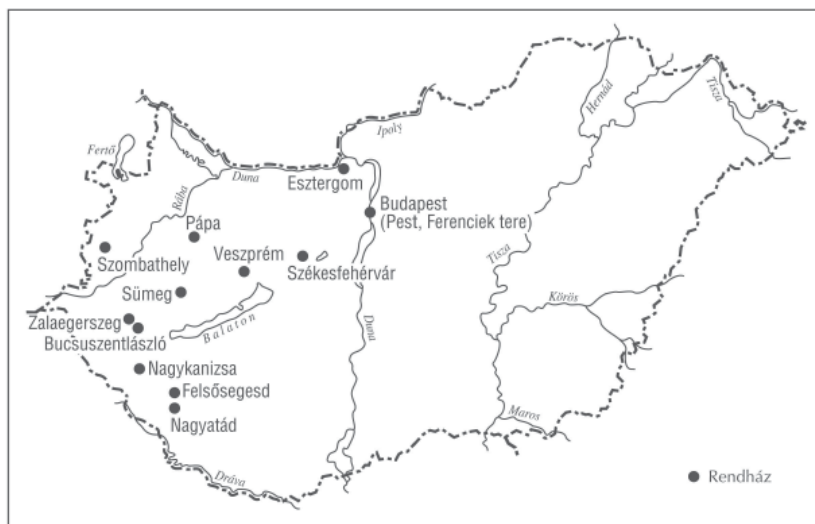 Hernád
Tisza
Ipoly
Fertő
Duna
Esztergom
Rába
Budapest
(Pest, Ferenciek tere)
Pápa
Veszprém
Szombathely
Székesfehérvár
Tisza
Sümeg
Körös
Zalaegerszeg
Balaton
Duna
Bucsuszentlászló
Nagykanizsa
Felsősegesd
Nagyatád
Maros
Dráva
Rendház